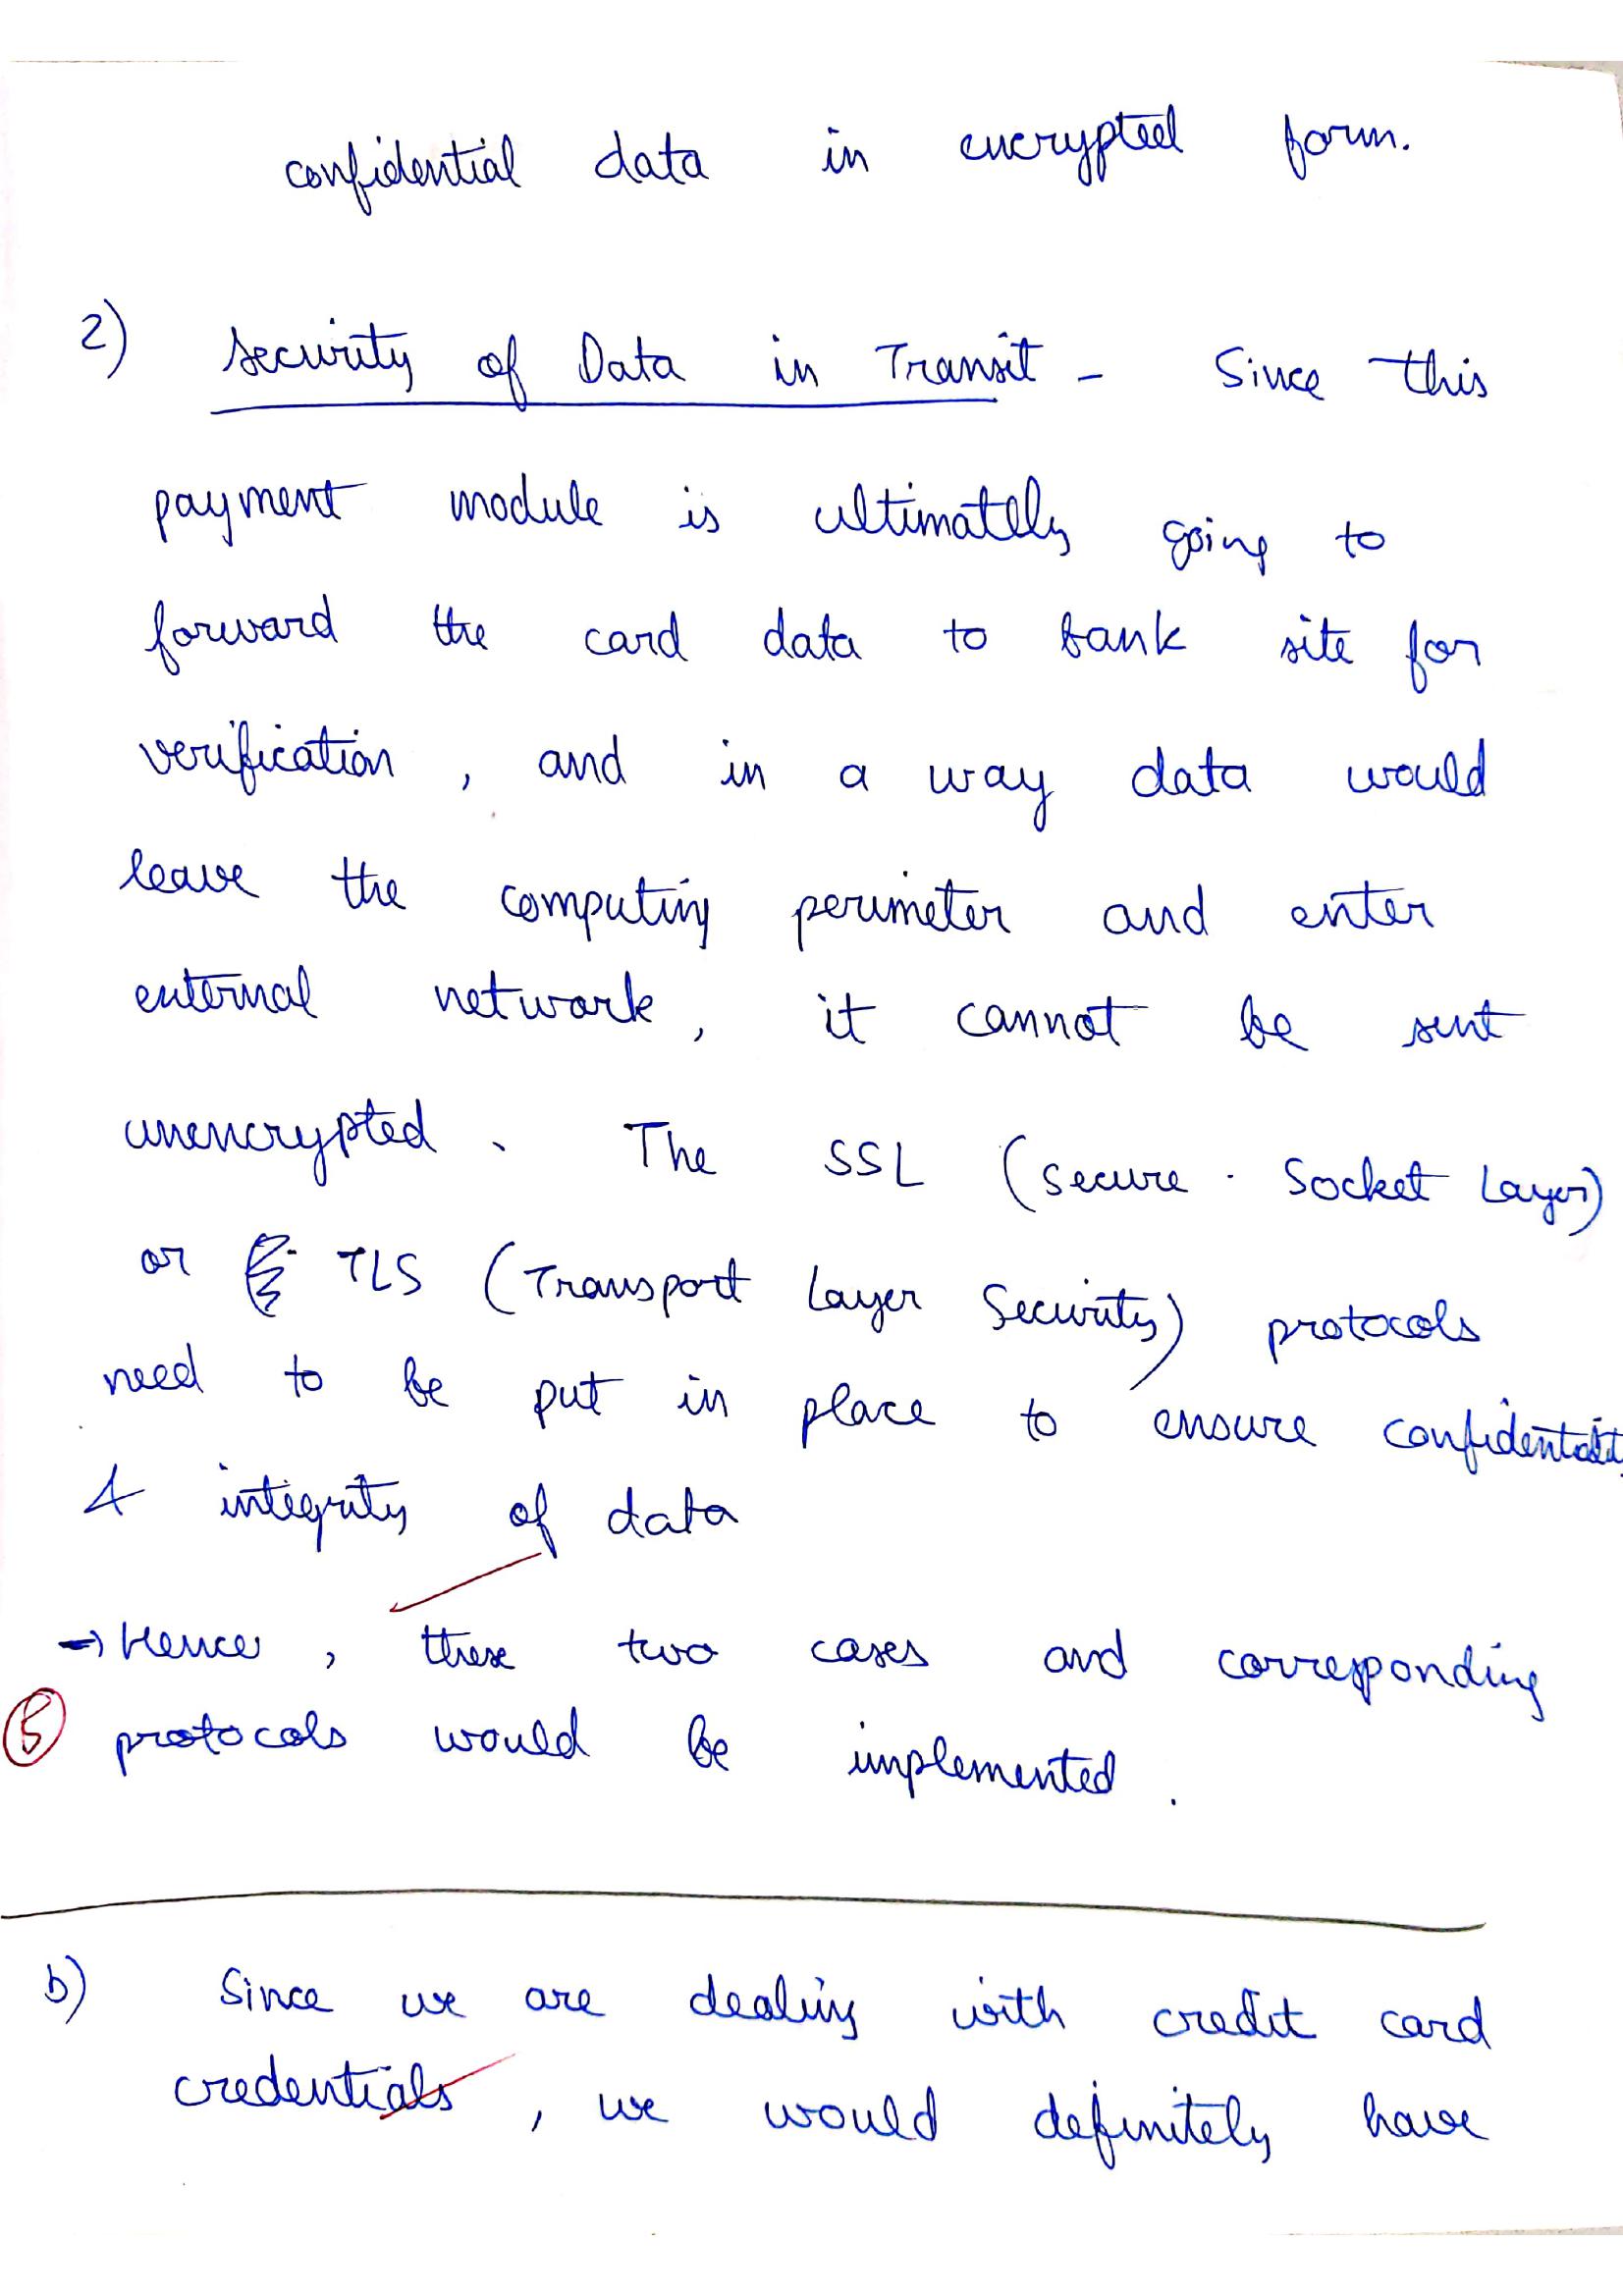 confidential data in encrypted form.
2) Security of Data in Transit - Since this
payment module is ultimatlly going to
forward the card data to bank site for
verification, and in a way data would
leave the computing perimeter and enter
external network, it cannot be sent
unencrypted. The SSL (Secure Socket Layer)
or TLS (Transport Layer Security) protocols
need to be put in place to ensure
& integrity of data
→ Hence, these two cases and corresponding
5 protocols would be implemented.
b) Since we are dealing with credit card
credentials, we would definitely have